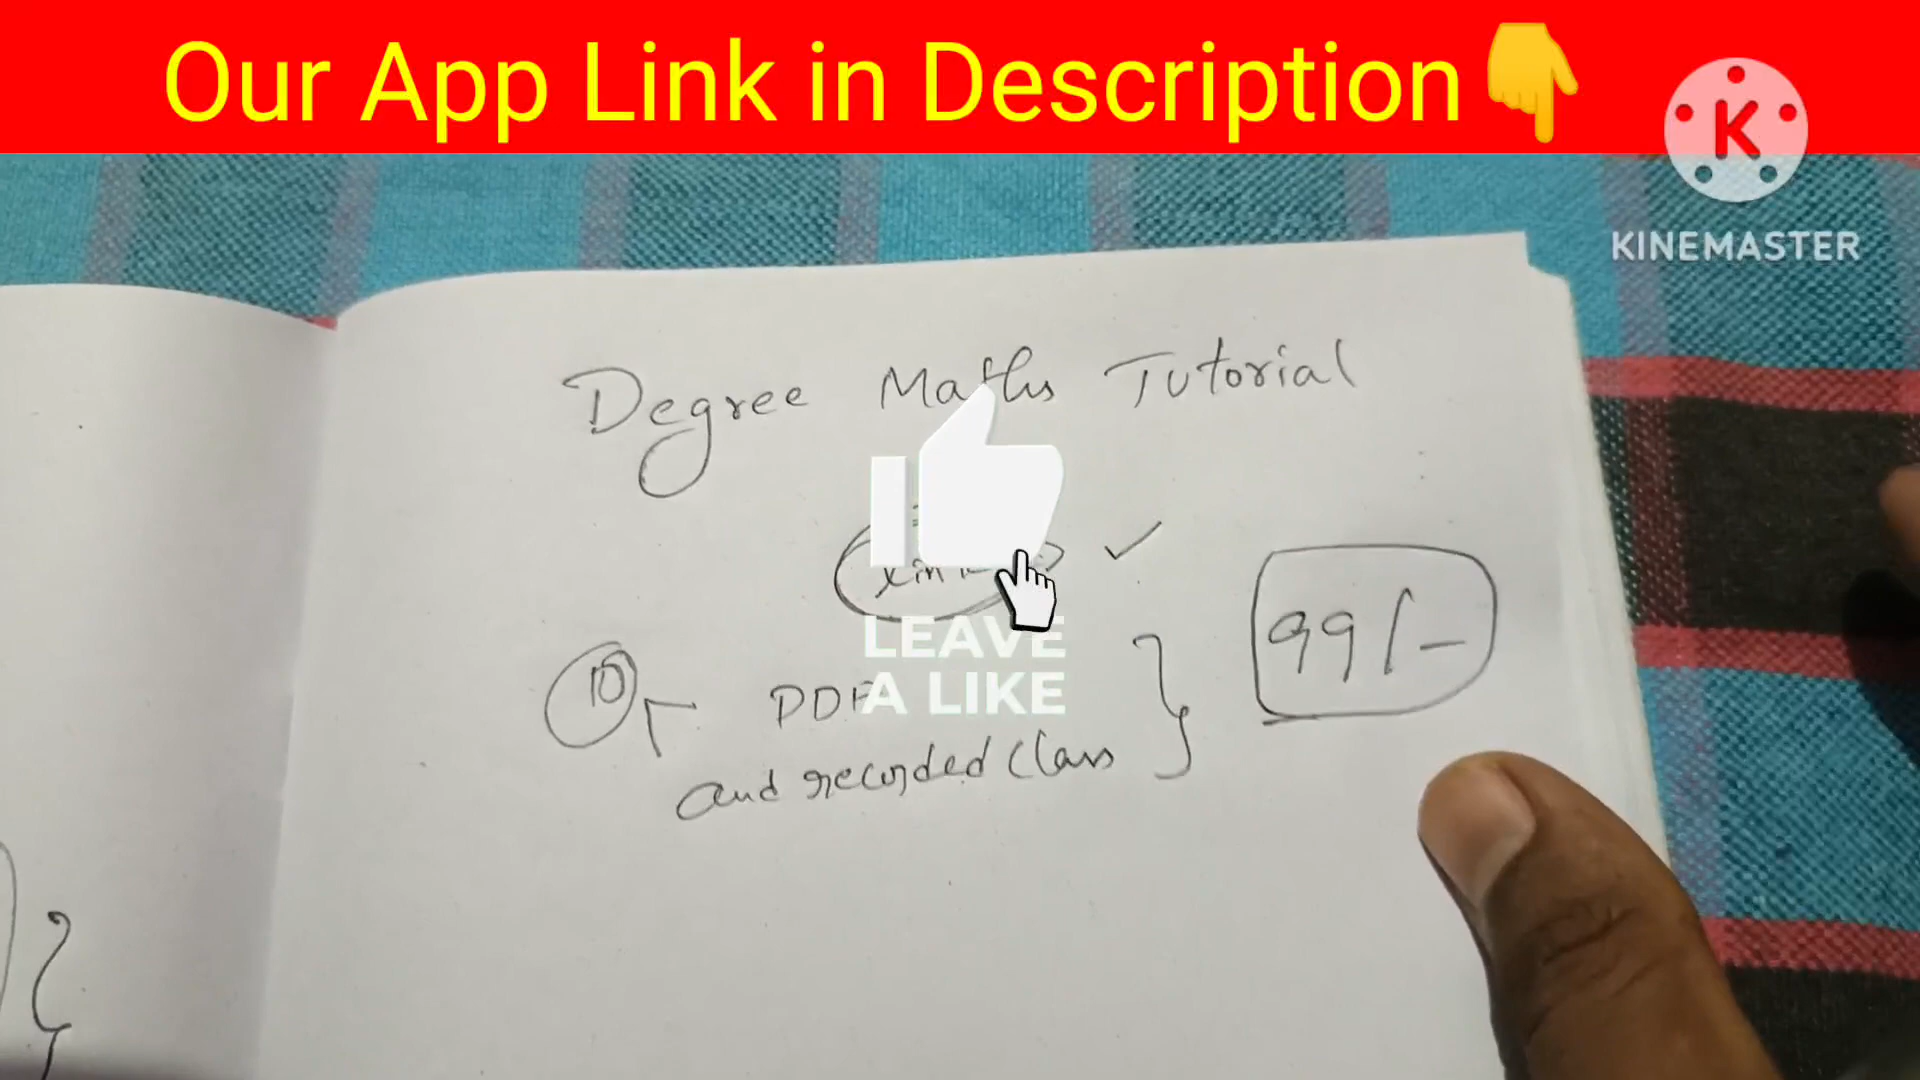 Our App Link in Description👇
K
KINEMASTER
Degree Maths Tutorial
LEAVE
A LIKE
10
PDF
99/-
and recorded class